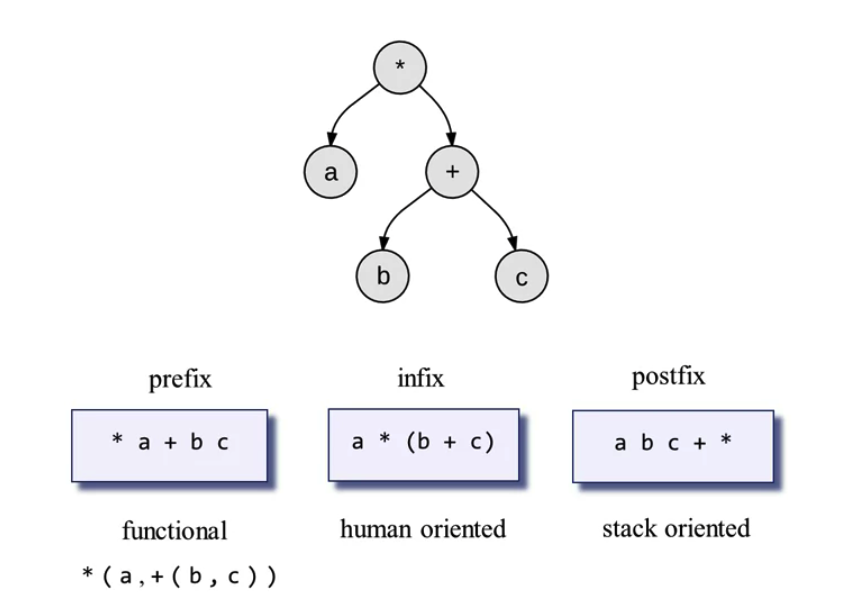 *
a
+
b
c
prefix
infix
postfix
* a + b c
a * (b + c)
a b c + *
functional
human oriented
stack oriented
*(a,+(b,c))